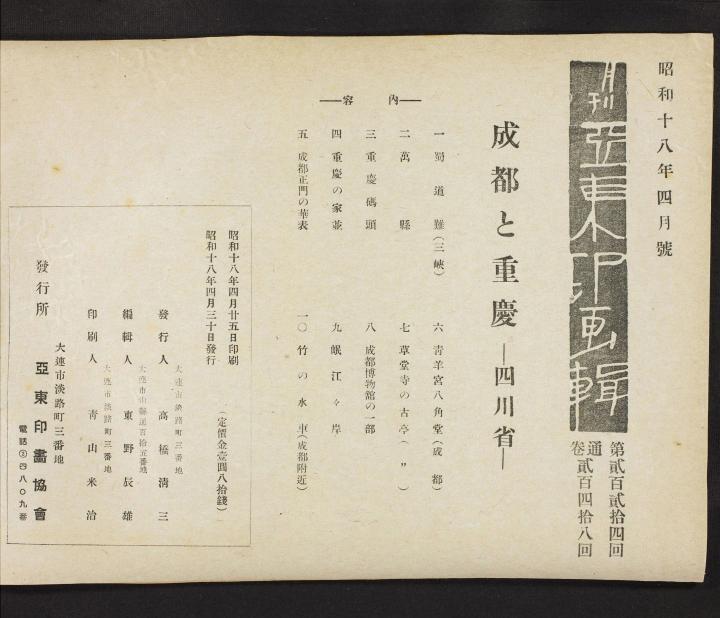 昭和十八年四月號
月刊 亞東印画輯
第貳百貳拾四回
通卷貳百四拾八回
成都と重慶 ―四川省―
―內容―
一 蜀道難(三峽)
二 萬縣
三 重慶碼頭
四 重慶の家並
五 成都正門の華表
六 靑羊宮八角堂(成都)
七 草堂寺の古亭(〃)
八 成都博物館の一部
九 岷江々岸
一〇 竹の水車(成都附近)
(定價金壹圓八拾錢)
昭和十八年四月廿五日印刷
昭和十八年四月三十日發行
大連市淡路町三番地
發行人 高橋淸三
大連市山縣通百拾五番地
編輯人 東野辰雄
大連市淡路町三番地
印刷人 靑山米治
大連市淡路町三番地
發行所 亞東印畫協會
電話②四八〇九番